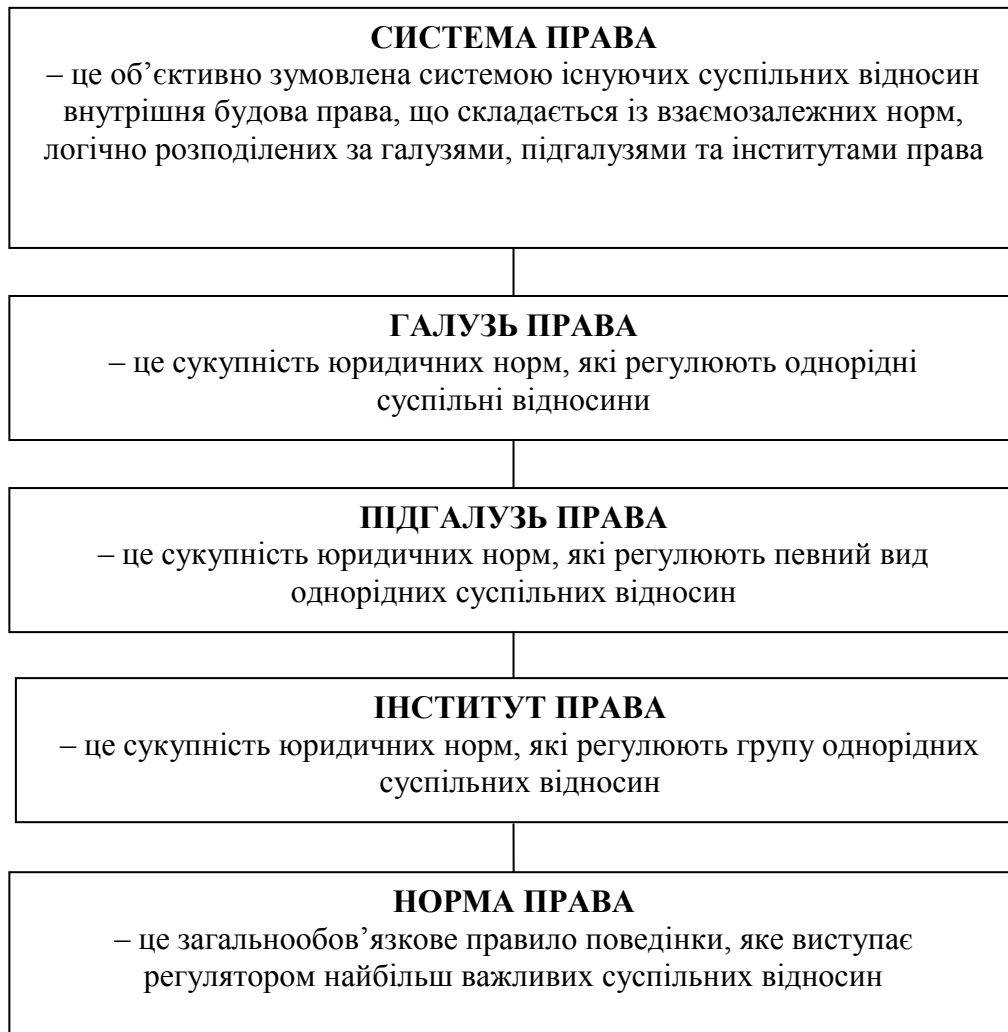 СИСТЕМА ПРАВА
– це об’єктивно зумовлена системою існуючих суспільних відносин
внутрішня будова права, що складається із взаємозалежних норм,
логічно розподілених за галузями, підгалузями та інститутами права
ГАЛУЗЬ ПРАВА
– це сукупність юридичних норм, які регулюють однорідні
суспільні відносини
ПІДГАЛУЗЬ ПРАВА
– це сукупність юридичних норм, які регулюють певний вид
однорідних суспільних відносин
ІНСТИТУТ ПРАВА
– це сукупність юридичних норм, які регулюють групу однорідних
суспільних відносин
НОРМА ПРАВА
– це загальнообов’язкове правило поведінки, яке виступає
регулятором найбільш важливих суспільних відносин